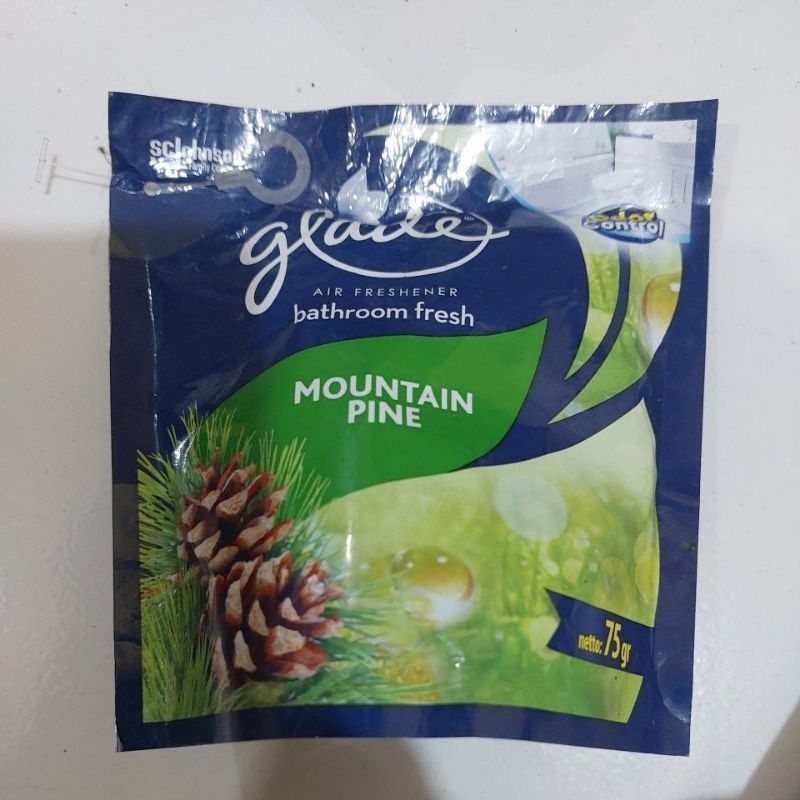 SCJohnson
glade
AIR FRESHENER
bathroom fresh
MOUNTAIN
PINE
odor
control
netto: 75 gr